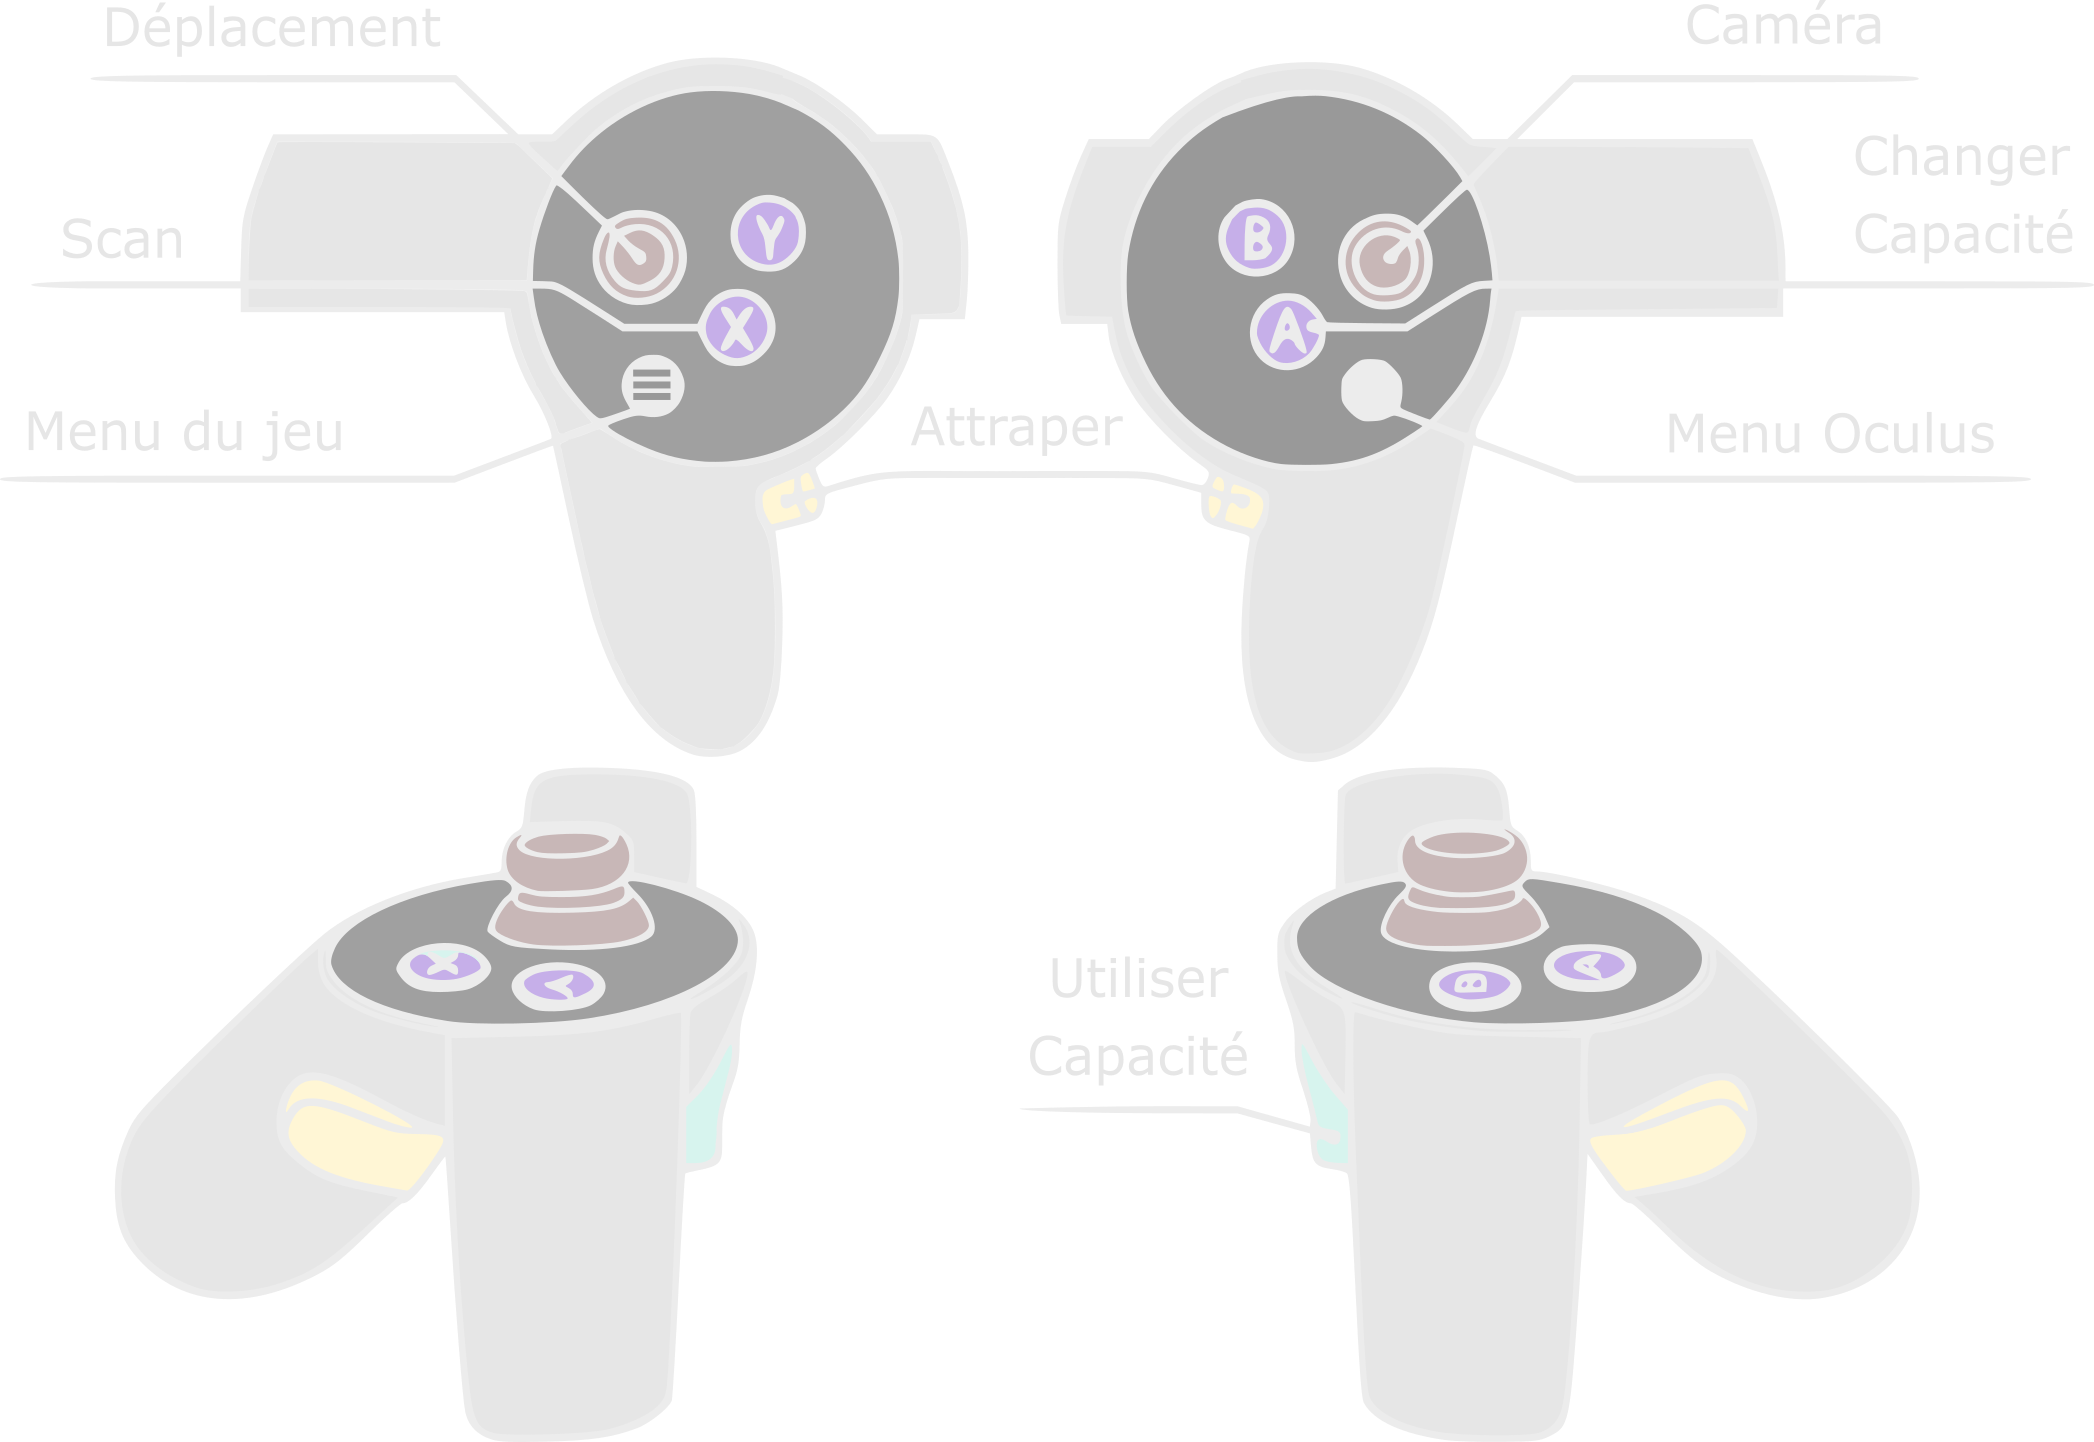 Déplacement
Caméra
Changer
Capacité
Scan
Y
B
X
A
Menu du jeu
Attraper
Menu Oculus
X
Y
B
A
Utiliser
Capacité